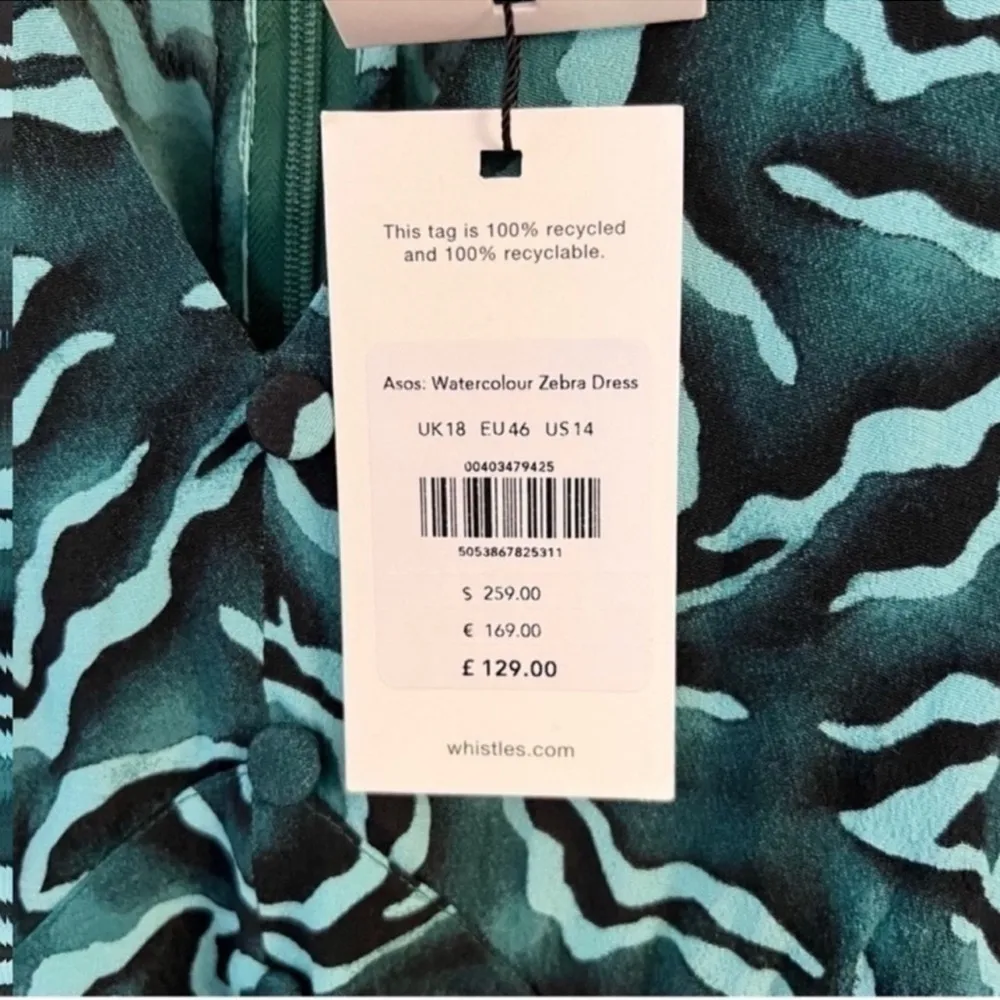 This tag is 100% recycled
and 100% recyclable.
Asos: Watercolour Zebra Dress
UK18 EU46 US14
00403479425
5053867825311
$ 259.00
€ 169.00
£ 129.00
whistles.com